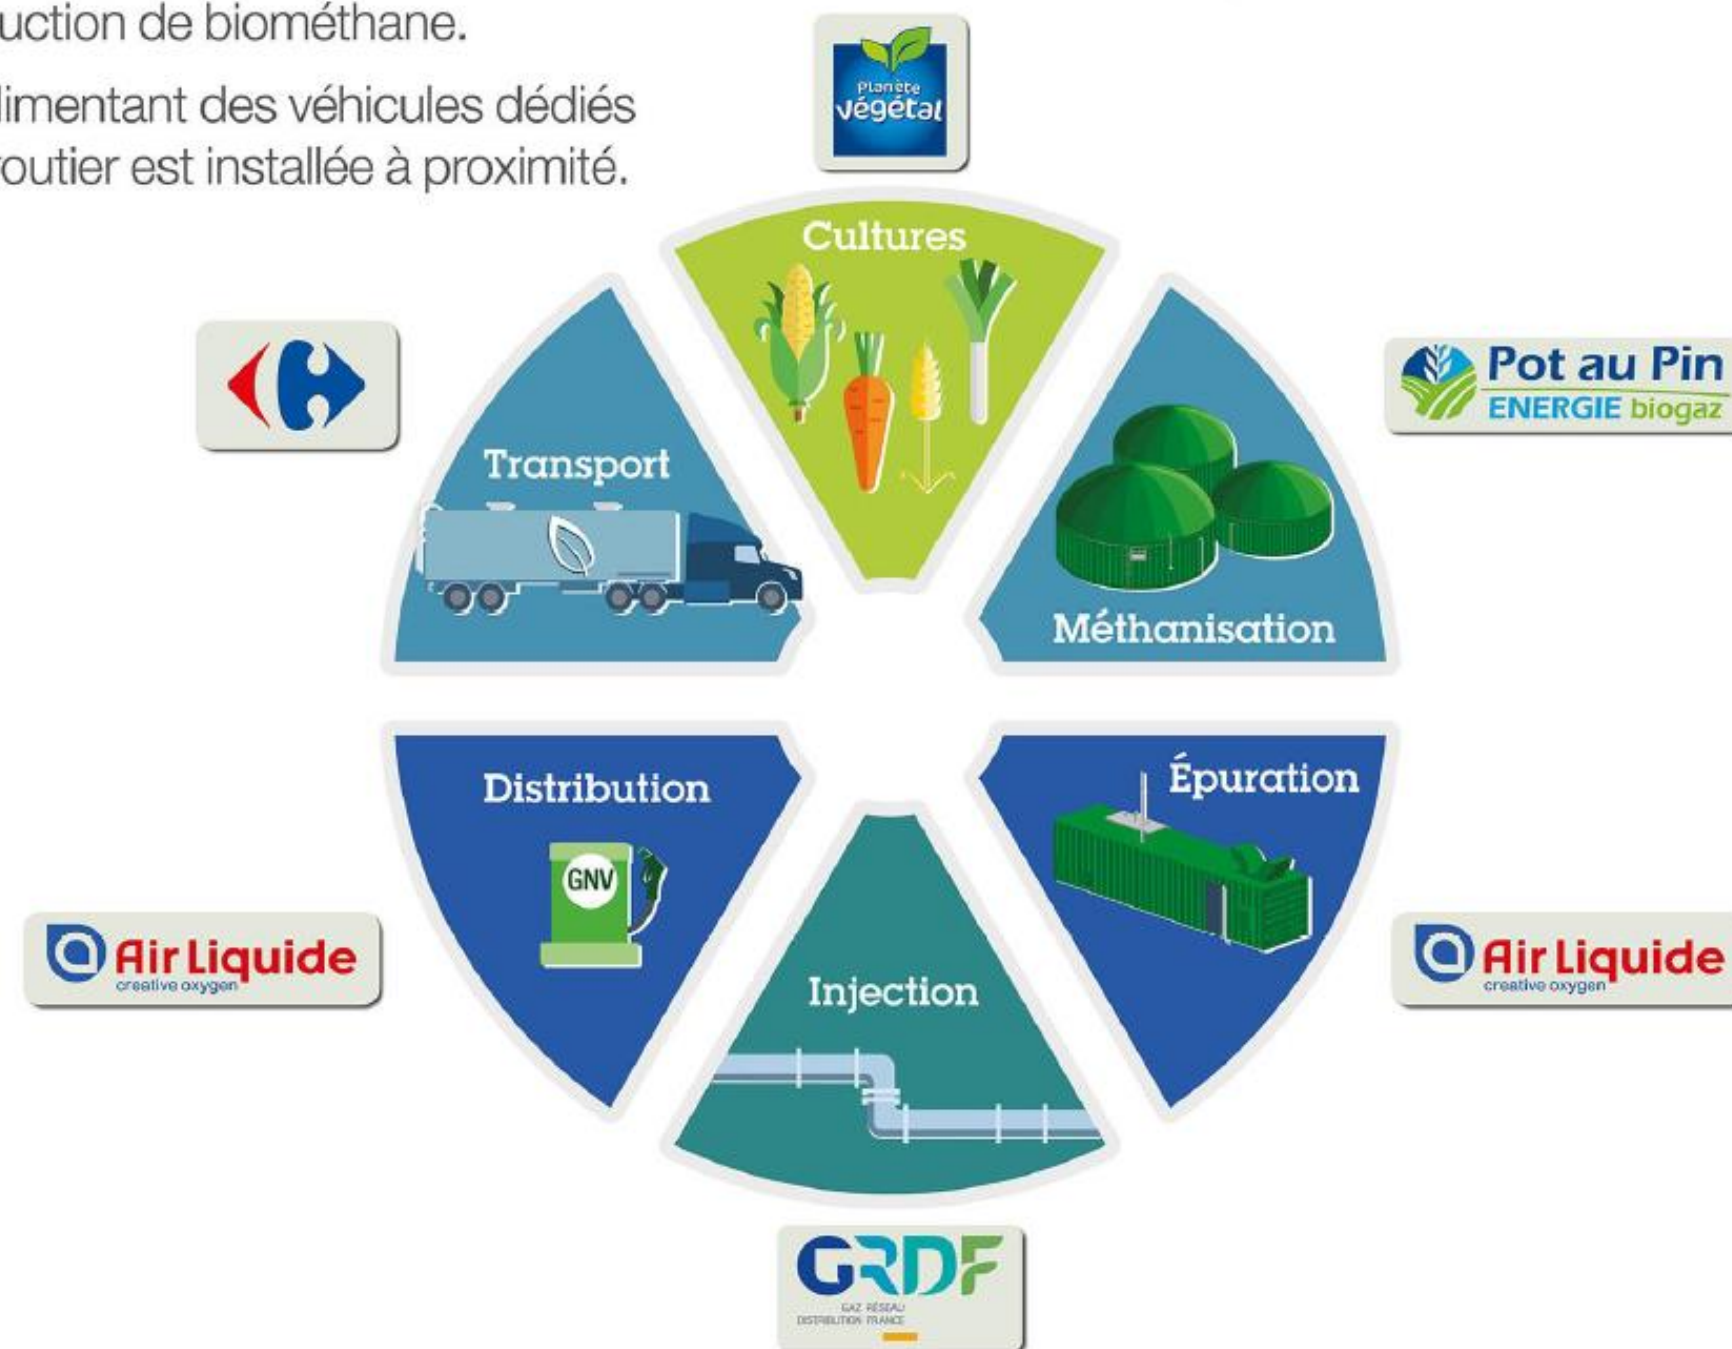 uction de biométhane.
limentant des véhicules dédiés
outier est installée à proximité.
Planète
végétal
Cultures
Pot au Pin
ENERGIE biogaz
Transport
Méthanisation
Distribution
GNV
Épuration
Air Liquide
creative oxygen
Air Liquide
creative oxygen
Injection
GRDF
GAZ RÉSEAU
DISTRIBUTION FRANCE